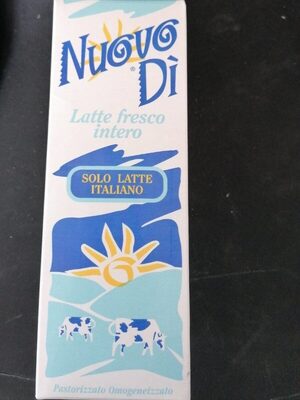 Nuovo
® Dì
Latte fresco
intero
SOLO LATTE
ITALIANO
Pastorizzato Omogeneizzato